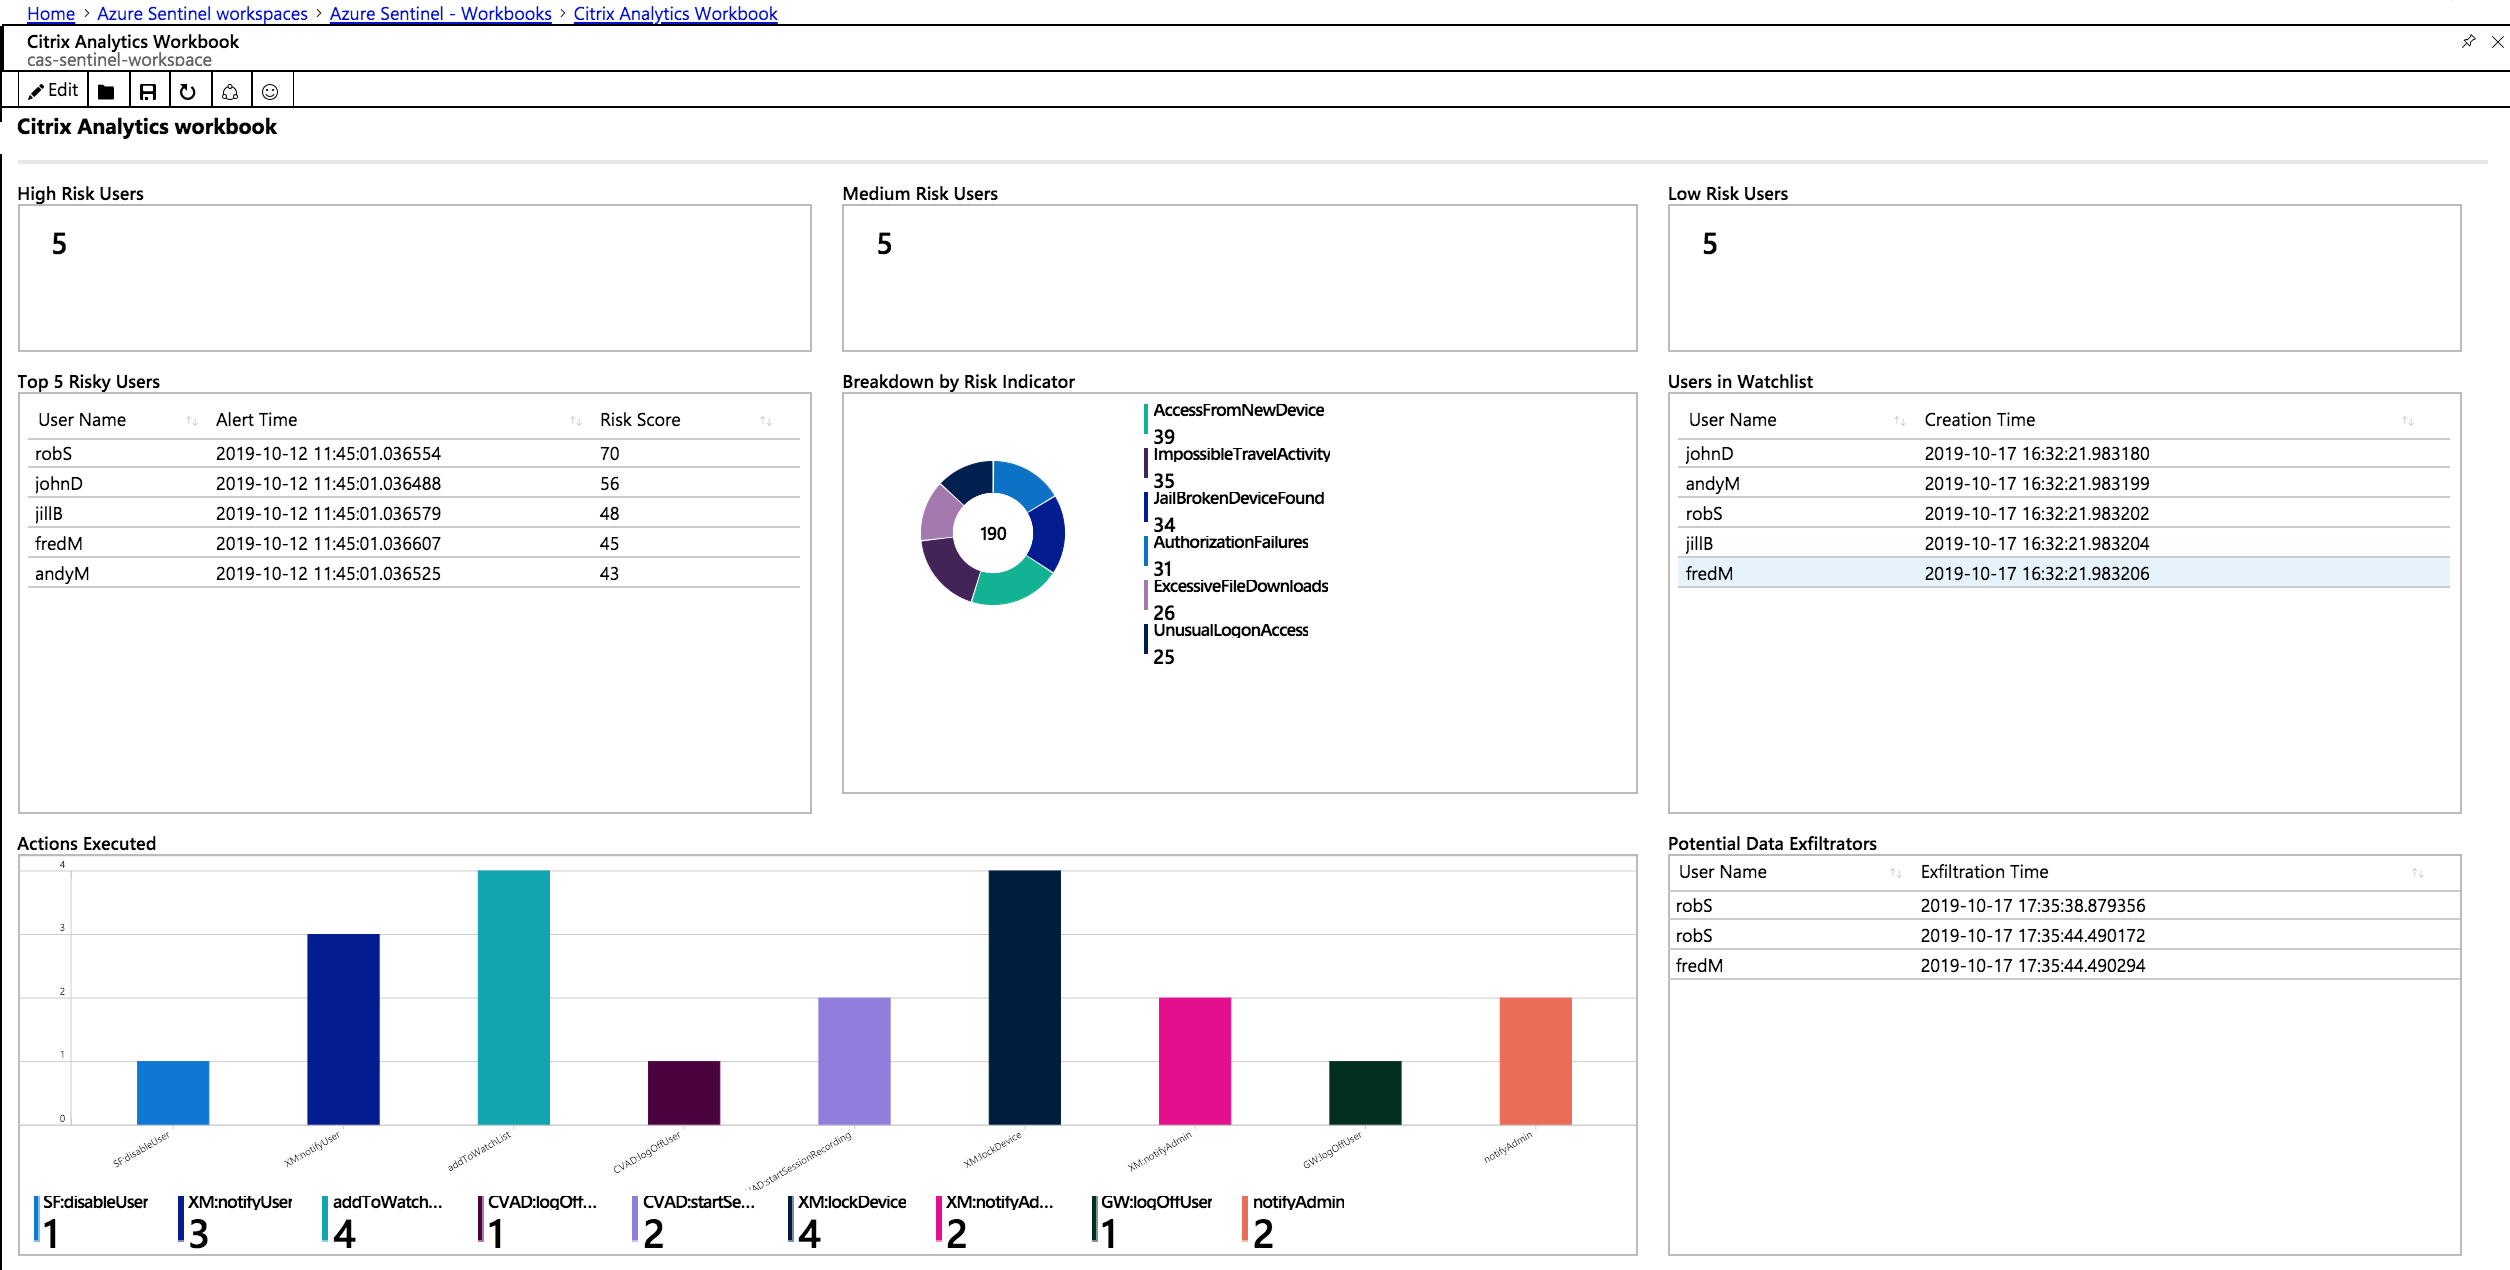 Home > Azure Sentinel workspaces > Azure Sentinel - Workbooks > Citrix Analytics Workbook
Citrix Analytics Workbook
cas-sentinel-workspace
Edit
Citrix Analytics workbook
High Risk Users
5
Medium Risk Users
5
Low Risk Users
5
Top 5 Risky Users
User Name Alert Time Risk Score
robS 2019-10-12 11:45:01.036554 70
johnD 2019-10-12 11:45:01.036488 56
jillB 2019-10-12 11:45:01.036579 48
fredM 2019-10-12 11:45:01.036607 45
andyM 2019-10-12 11:45:01.036525 43
Breakdown by Risk Indicator
190
AccessFromNewDevice
39
ImpossibleTravelActivity
35
JailBrokenDeviceFound
34
AuthorizationFailures
31
ExcessiveFileDownloads
26
UnusualLogonAccess
25
Users in Watchlist
User Name Creation Time
johnD 2019-10-17 16:32:21.983180
andyM 2019-10-17 16:32:21.983199
robS 2019-10-17 16:32:21.983202
jillB 2019-10-17 16:32:21.983204
fredM 2019-10-17 16:32:21.983206
Actions Executed
4
3
2
1
0
SF:disableUser
XM:notifyUser
addToWatchList
CVAD:logOffUser
/AD:startSessionRecording
XM:lockDevice
XM:notifyAdmin
GW:logOffUser
notifyAdmin
SF:disableUser
1
XM:notifyUser
3
addToWatch...
4
CVAD:logOff...
1
CVAD:startSe...
2
XM:lockDevice
4
XM:notifyAd...
2
GW:logOffUser
1
notifyAdmin
2
Potential Data Exfiltrators
User Name Exfiltration Time
robS 2019-10-17 17:35:38.879356
robS 2019-10-17 17:35:44.490172
fredM 2019-10-17 17:35:44.490294